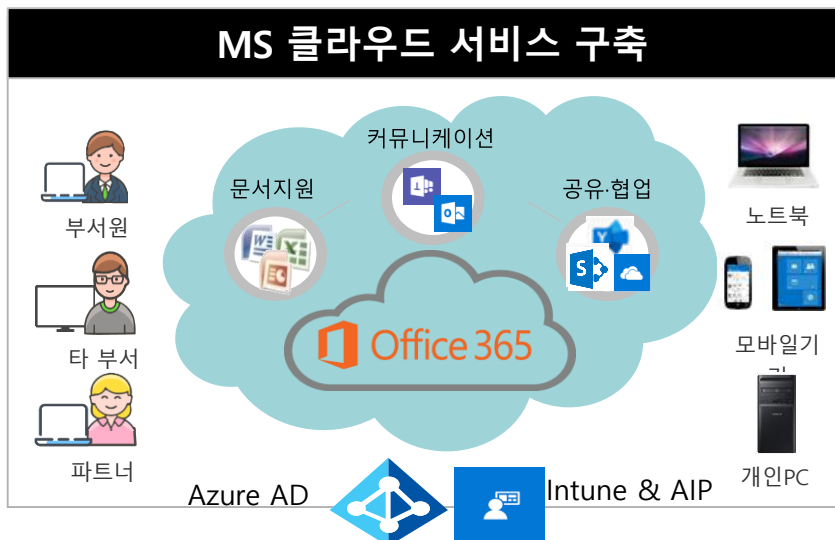 MS 클라우드 서비스 구축
커뮤니케이션
문서지원
공유·협업
부서원
노트북
Office 365
타 부서
모바일기
파트너
개인PC
Azure AD
Intune & AIP